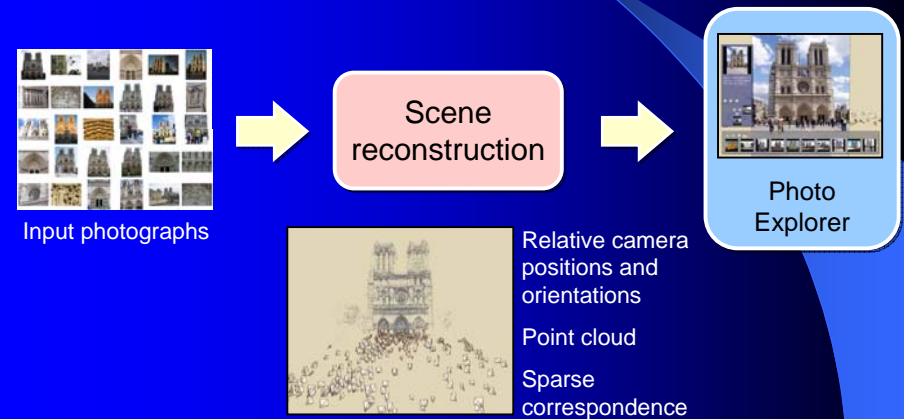 Input photographs
Scene
reconstruction
Photo
Explorer
Relative camera
positions and
orientations
Point cloud
Sparse
correspondence